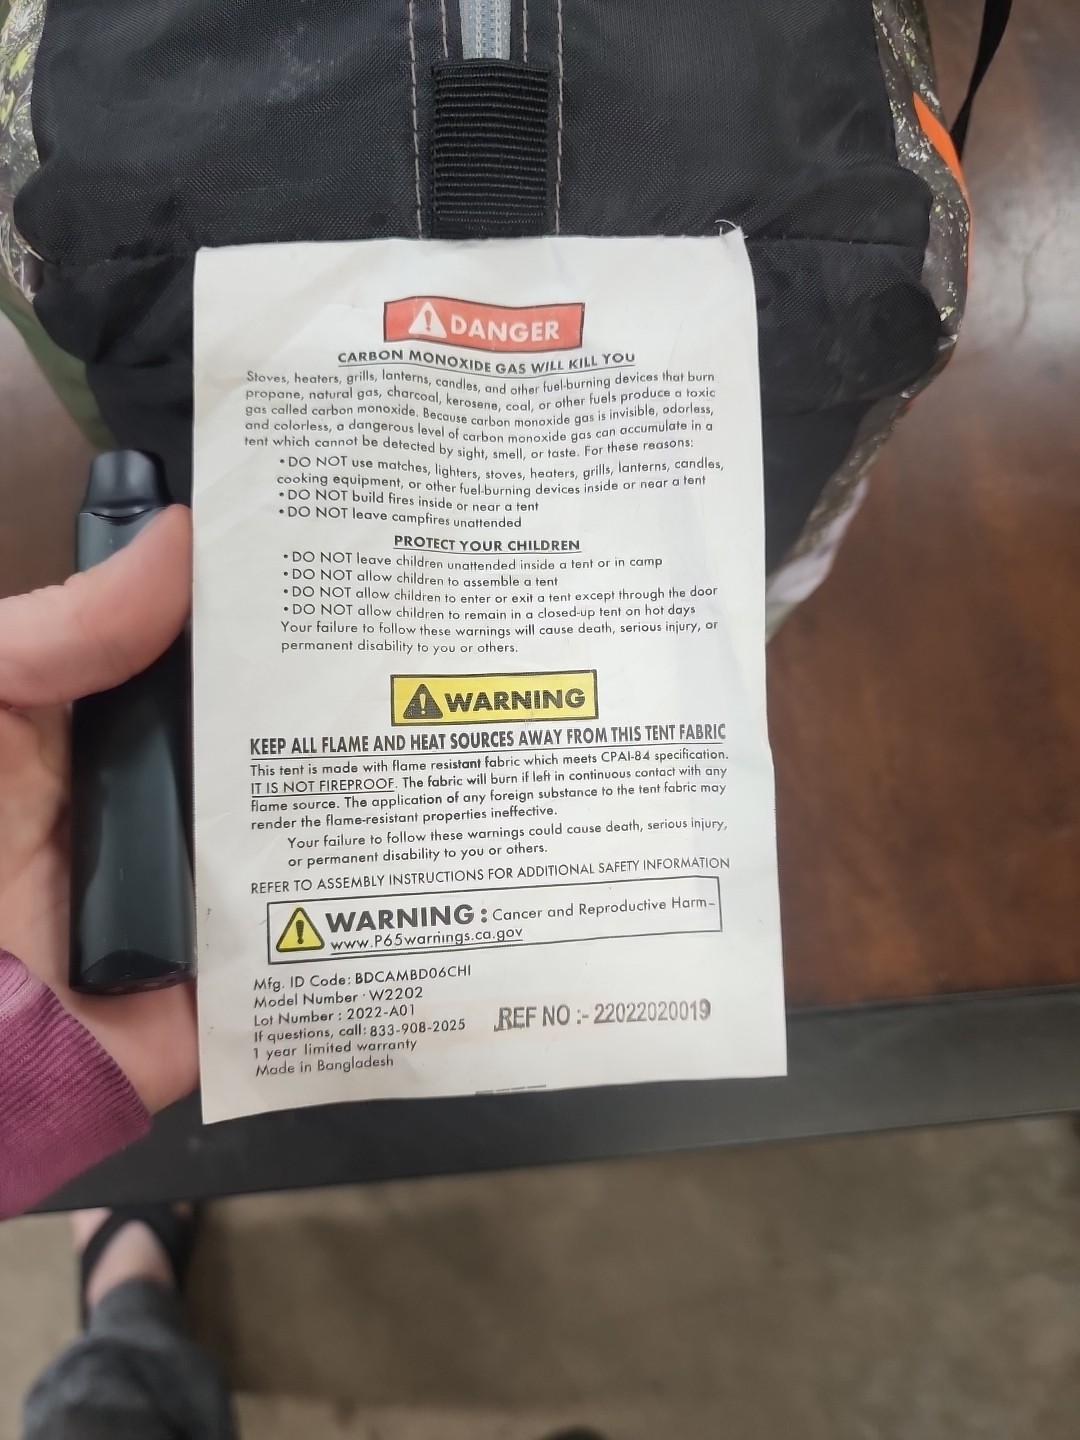 DANGER
CARBON MONOXIDE GAS WILL KILL YOU
Stoves, heaters, grills, lanterns, candles, and other fuel-burning devices that burn
propane, natural gas, charcoal, kerosene, coal, or other fuels produce a toxic
gas called carbon monoxide. Because carbon monoxide gas is invisible, odorless,
and colorless, a dangerous level of carbon monoxide gas can accumulate in a
tent which cannot be detected by sight, smell, or taste. For these reasons:
• DO NOT use matches, lighters, stoves, heaters, grills, lanterns, candles,
cooking equipment, or other fuel-burning devices inside or near a tent
• DO NOT build fires inside or near a tent
• DO NOT leave campfires unattended
PROTECT YOUR CHILDREN
• DO NOT leave children unattended inside a tent or in camp
• DO NOT allow children to assemble a tent
• DO NOT allow children to enter or exit a tent except through the door
• DO NOT allow children to remain in a closed-up tent on hot days
Your failure to follow these warnings will cause death, serious injury, or
permanent disability to you or others.
WARNING
KEEP ALL FLAME AND HEAT SOURCES AWAY FROM THIS TENT FABRIC
This tent is made with flame resistant fabric which meets CPAI-84 specification.
IT IS NOT FIREPROOF. The fabric will burn if left in continuous contact with any
flame source. The application of any foreign substance to the tent fabric may
render the flame-resistant properties ineffective.
Your failure to follow these warnings could cause death, serious injury,
or permanent disability to you or others.
REFER TO ASSEMBLY INSTRUCTIONS FOR ADDITIONAL SAFETY INFORMATION
WARNING: Cancer and Reproductive Harm-
www.P65warnings.ca.gov
Mfg. ID Code: BDCAMBD06CHI
Model Number : W2202
Lot Number : 2022-A01
If questions, call: 833-908-2025
1 year limited warranty
Made in Bangladesh
REF NO :- 22022020019